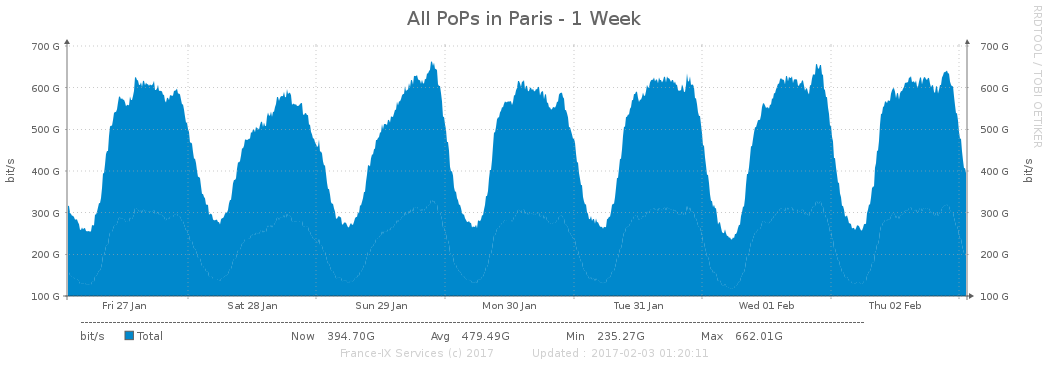 All PoPs in Paris - 1 Week
RRDTOOL / TOBI OETIKER
700 G 700 G
600 G 600 G
500 G 500 G
400 G 400 G
300 G 300 G
200 G 200 G
100 G 100 G
bit/s
bit/s
Fri 27 Jan Sat 28 Jan Sun 29 Jan Mon 30 Jan Tue 31 Jan Wed 01 Feb Thu 02 Feb
bit/s Total Now 394.70G Avg 479.49G Min 235.27G Max 662.01G
France-IX Services (c) 2017 Updated : 2017-02-03 01:20:11